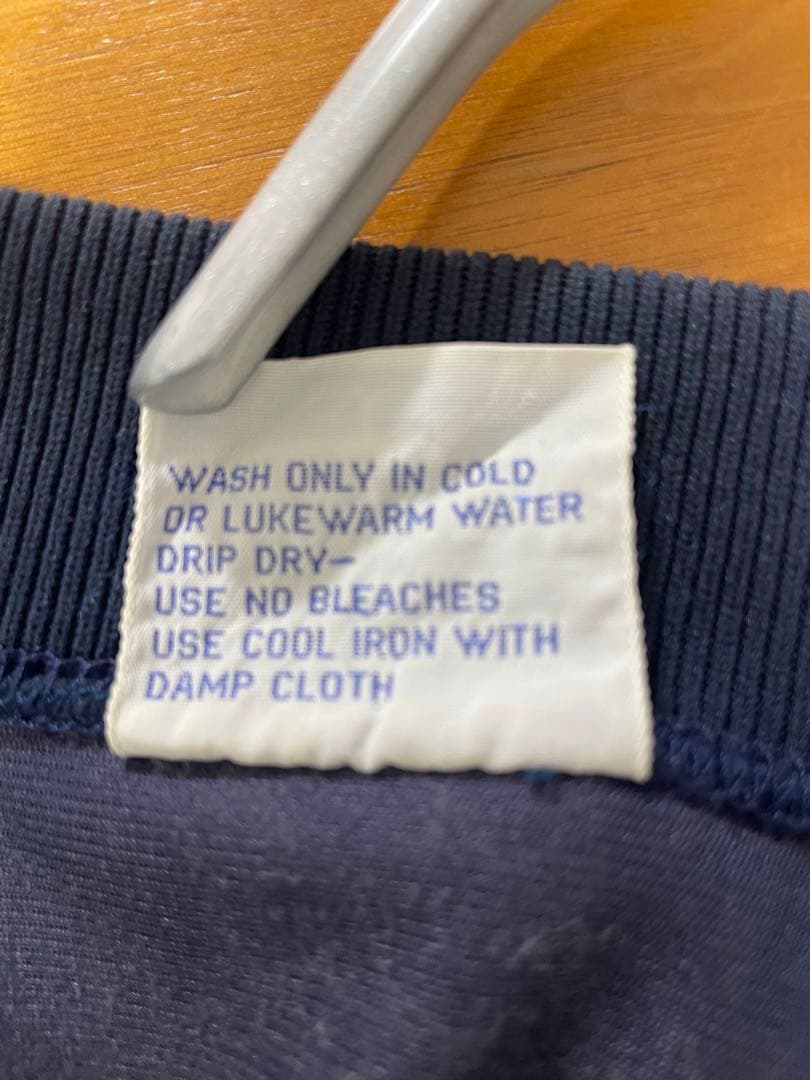 WASH ONLY IN COLD
OR LUKEWARM WATER
DRIP DRY—
USE NO BLEACHES
USE COOL IRON WITH
DAMP CLOTH